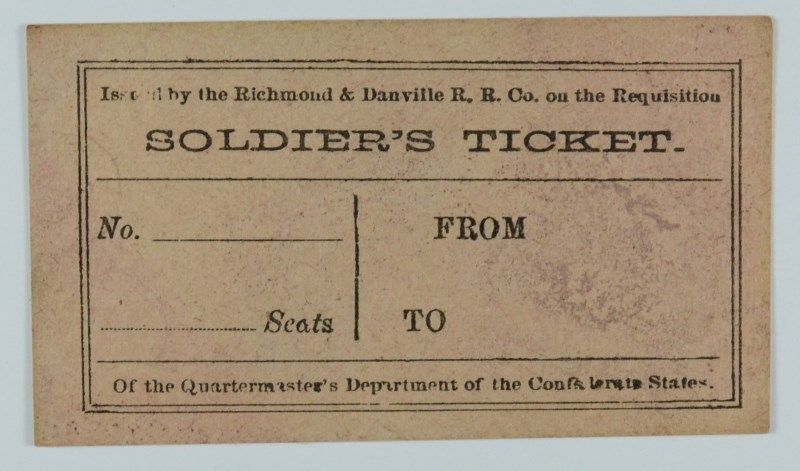 Issued by the Richmond & Danville R. R. Co. on the Requisition
SOLDIER'S TICKET.
No.
FROM
Seats
TO
Of the Quartermaster's Department of the Confederate States.